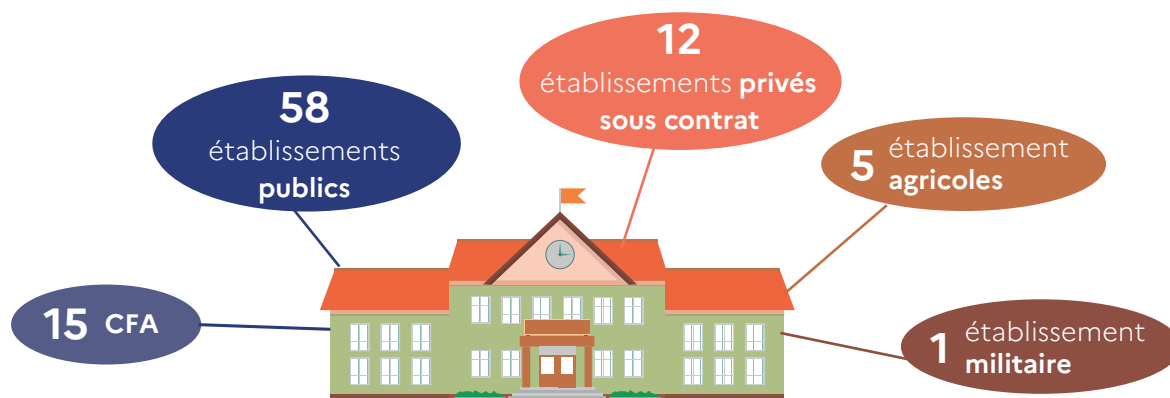 58
établissements
publics
12
établissements privés
sous contrat
5 établissement
agricoles
15 CFA
1 établissement
militaire